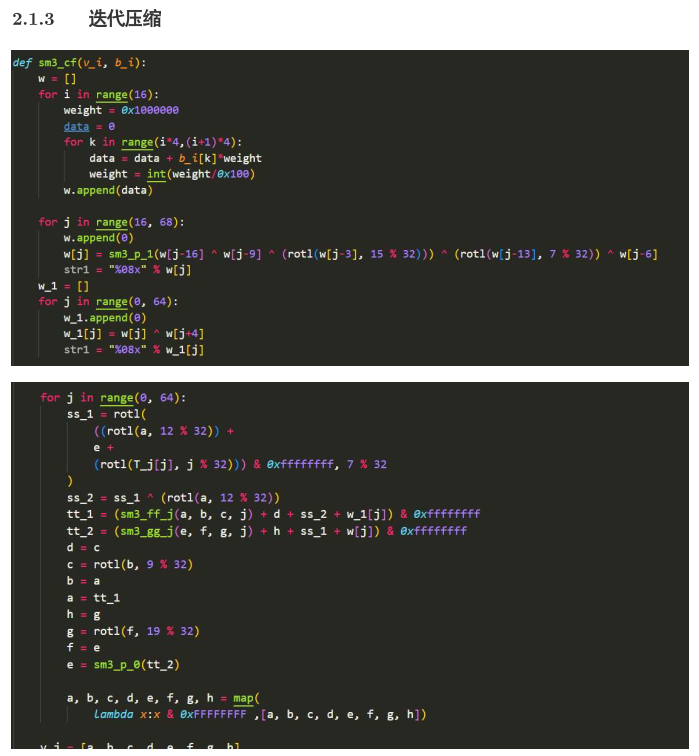 2.1.3 迭代压缩
def sm3_cf(v_i, b_i):
    w = []
    for i in range(16):
        weight = 0x1000000
        data = 0
        for k in range(i*4,(i+1)*4):
            data = data + b_i[k]*weight
            weight = int(weight/0x100)
        w.append(data)

    for j in range(16, 68):
        w.append(0)
        w[j] = sm3_p_1(w[j-16] ^ w[j-9] ^ (rotl(w[j-3], 15 % 32))) ^ (rotl(w[j-13], 7 % 32)) ^ w[j-6]
        str1 = "%08x" % w[j]
    w_1 = []
    for j in range(0, 64):
        w_1.append(0)
        w_1[j] = w[j] ^ w[j+4]
        str1 = "%08x" % w_1[j]

    for j in range(0, 64):
        ss_1 = rotl(
            ((rotl(a, 12 % 32)) +
            e +
            (rotl(T_j[j], j % 32))) & 0xffffffff, 7 % 32
        )
        ss_2 = ss_1 ^ (rotl(a, 12 % 32))
        tt_1 = (sm3_ff_j(a, b, c, j) + d + ss_2 + w_1[j]) & 0xffffffff
        tt_2 = (sm3_gg_j(e, f, g, j) + h + ss_1 + w[j]) & 0xffffffff
        d = c
        c = rotl(b, 9 % 32)
        b = a
        a = tt_1
        h = g
        g = rotl(f, 19 % 32)
        f = e
        e = sm3_p_0(tt_2)

        a, b, c, d, e, f, g, h = map(
            lambda x:x & 0xFFFFFFFF ,[a, b, c, d, e, f, g, h])